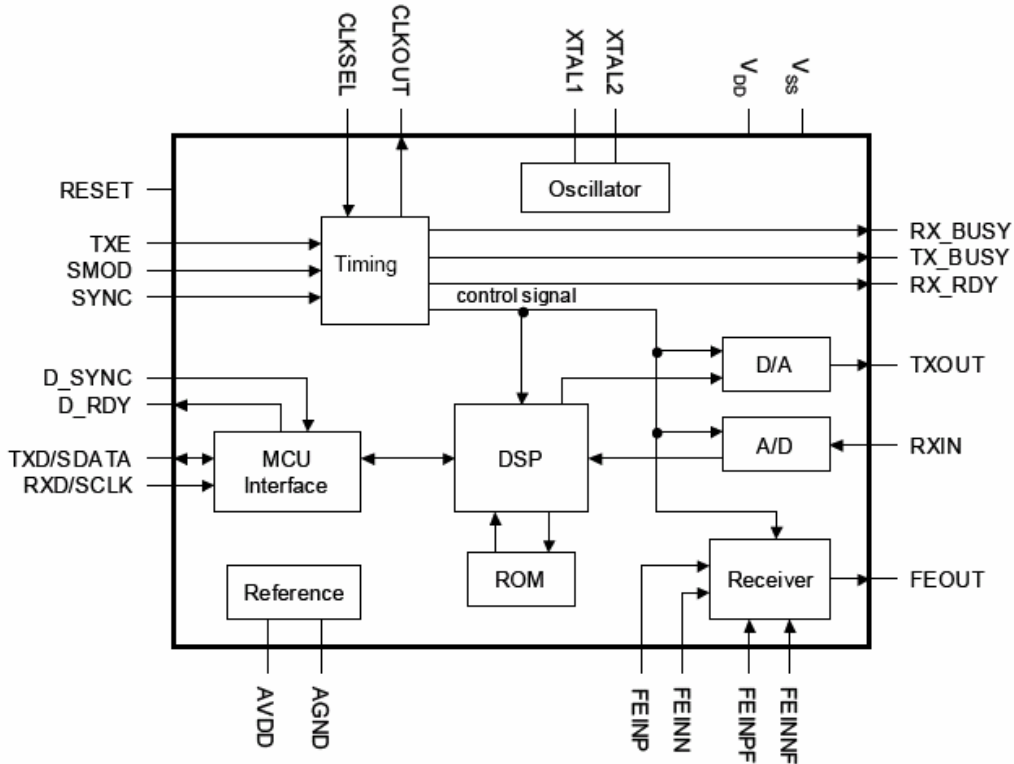 CLKSEL
CLKOUT
XTAL1
XTAL2
VDD
VSS
RESET
Oscillator
TXE
SMOD
SYNC
Timing
RX_BUSY
TX_BUSY
RX_RDY
control signal
D_SYNC
D_RDY
TXD/SDATA
RXD/SCLK
MCU
Interface
DSP
D/A
TXOUT
A/D
RXIN
ROM
Reference
Receiver
FEOUT
AVDD
AGND
FEINP
FEINN
FEINPF
FEINNF